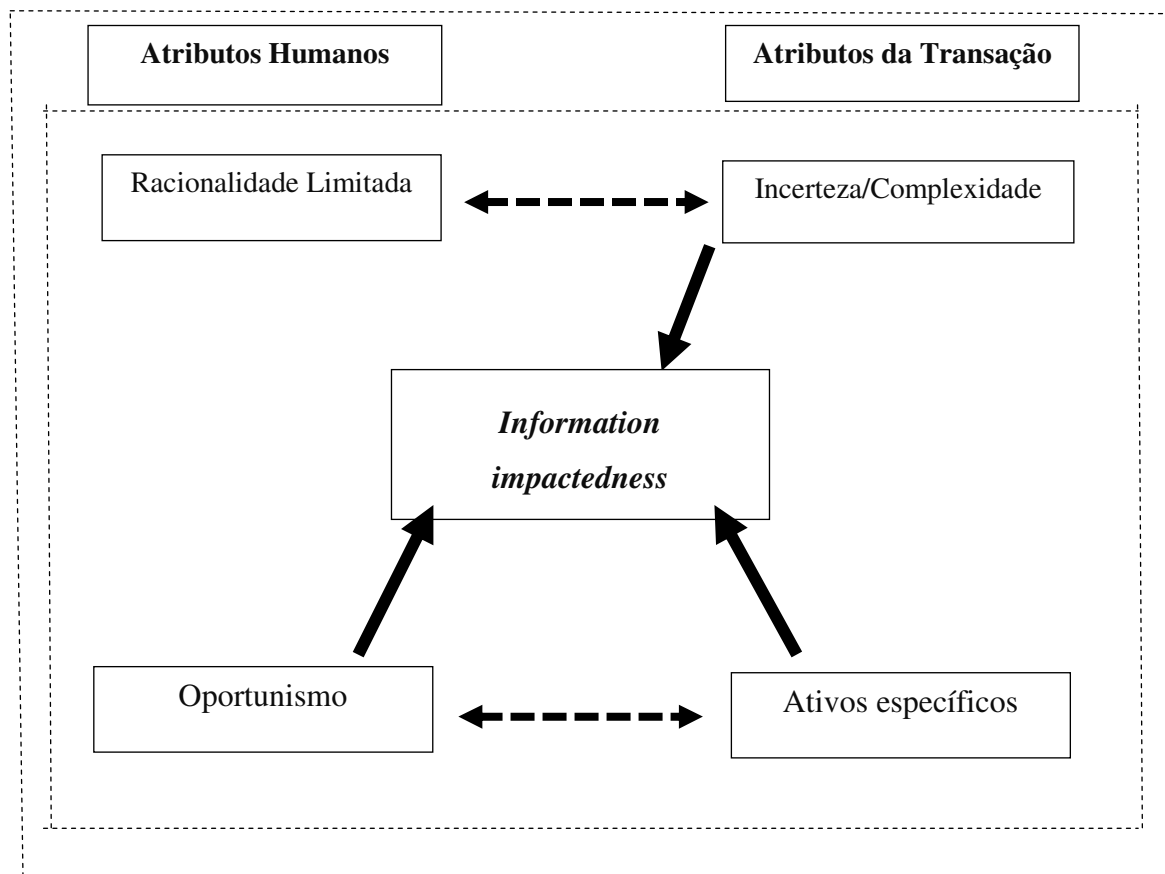 Atributos Humanos
Atributos da Transação
Racionalidade Limitada
Incerteza/Complexidade
Information
impactedness
Oportunismo
Ativos específicos